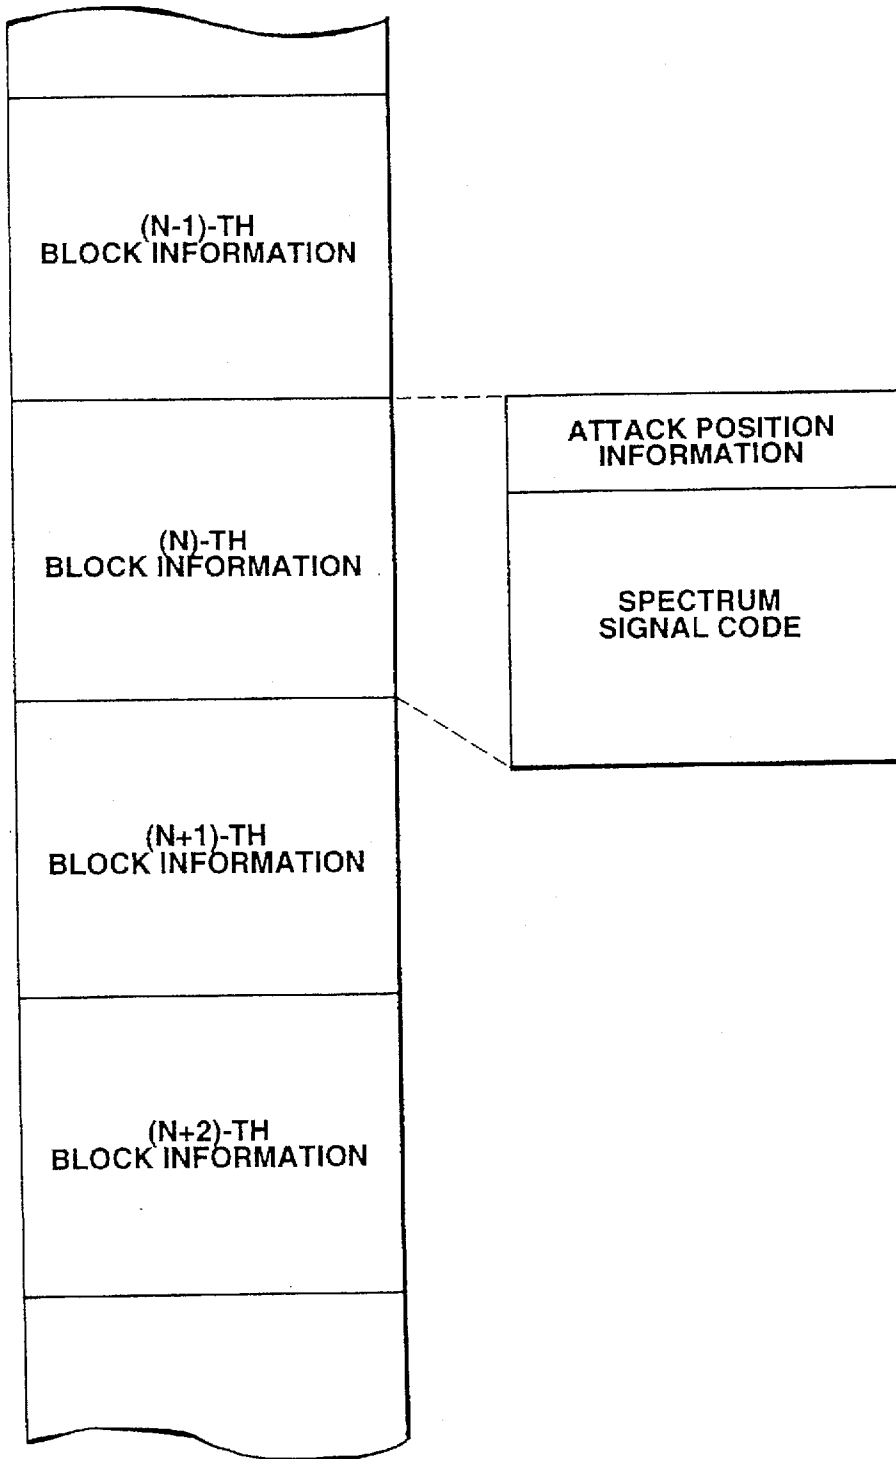 (N-1)-TH
BLOCK INFORMATION
(N)-TH
BLOCK INFORMATION
(N+1)-TH
BLOCK INFORMATION
(N+2)-TH
BLOCK INFORMATION
ATTACK POSITION
INFORMATION
SPECTRUM
SIGNAL CODE